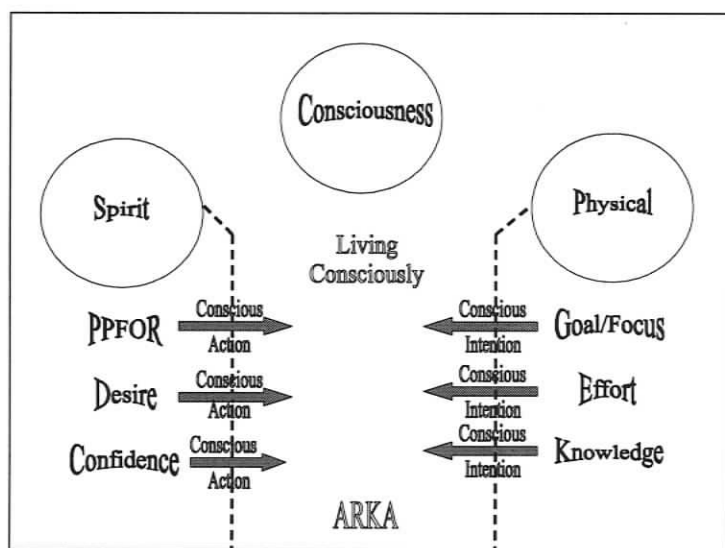 Consciousness
Spirit
Physical
Living
Consciously
PPFOR
Conscious
Action
Conscious
Intention
Goal/Focus
Desire
Conscious
Action
Conscious
Intention
Effort
Confidence
Conscious
Action
Conscious
Intention
Knowledge
ARKA